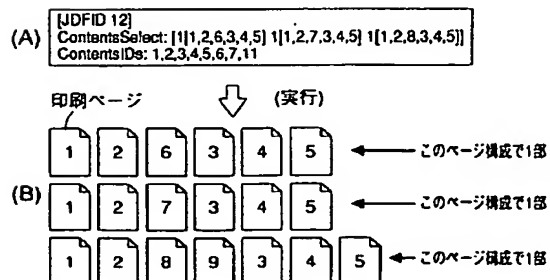 (A)
[JDFID 12]
ContentsSelect: [1[1,2,6,3,4,5] 1[1,2,7,3,4,5] 1[1,2,8,3,4,5]]
ContentsIDs: 1,2,3,4,5,6,7,11
印刷ページ
(実行)
1 2 6 3 4 5 このページ構成で1部
(B) 1 2 7 3 4 5 このページ構成で1部
1 2 8 9 3 4 5 このページ構成で1部